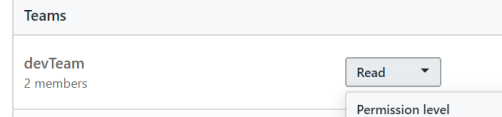 Teams
devTeam
2 members
Read
Permission level